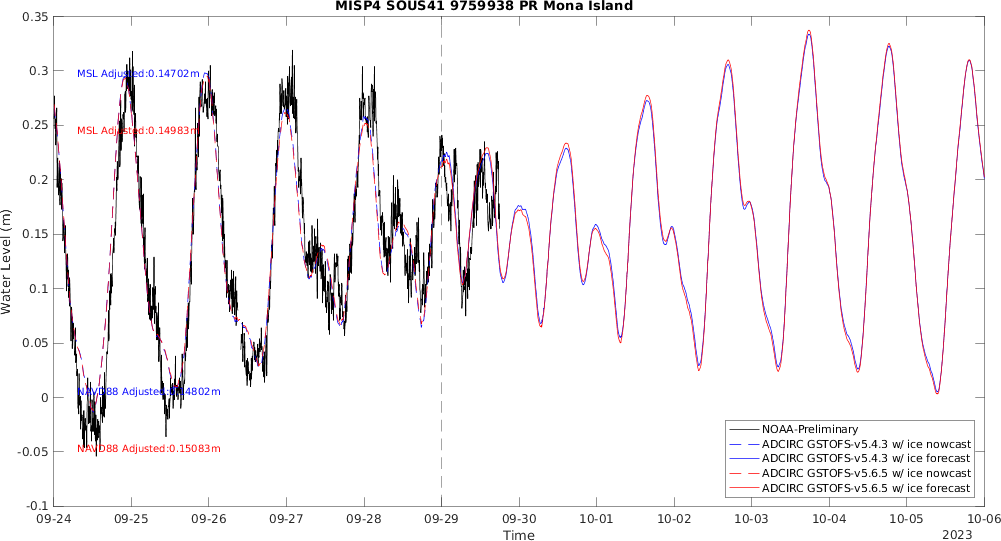 MISP4 SOUS41 9759938 PR Mona Island
0.35
0.3
0.25
0.2
0.15
0.1
0.05
0
-0.05
-0.1
Water Level (m)
MSL Adjusted:0.14702m
MSL Adjusted:0.14983m
NAVD88 Adjusted:0.14802m
NAVD88 Adjusted:0.15083m
NOAA-Preliminary
ADCIRC GSTOFS-v5.4.3 w/ ice nowcast
ADCIRC GSTOFS-v5.4.3 w/ ice forecast
ADCIRC GSTOFS-v5.6.5 w/ ice nowcast
ADCIRC GSTOFS-v5.6.5 w/ ice forecast
09-24 09-25 09-26 09-27 09-28 09-29 09-30 10-01 10-02 10-03 10-04 10-05 10-06
Time
2023